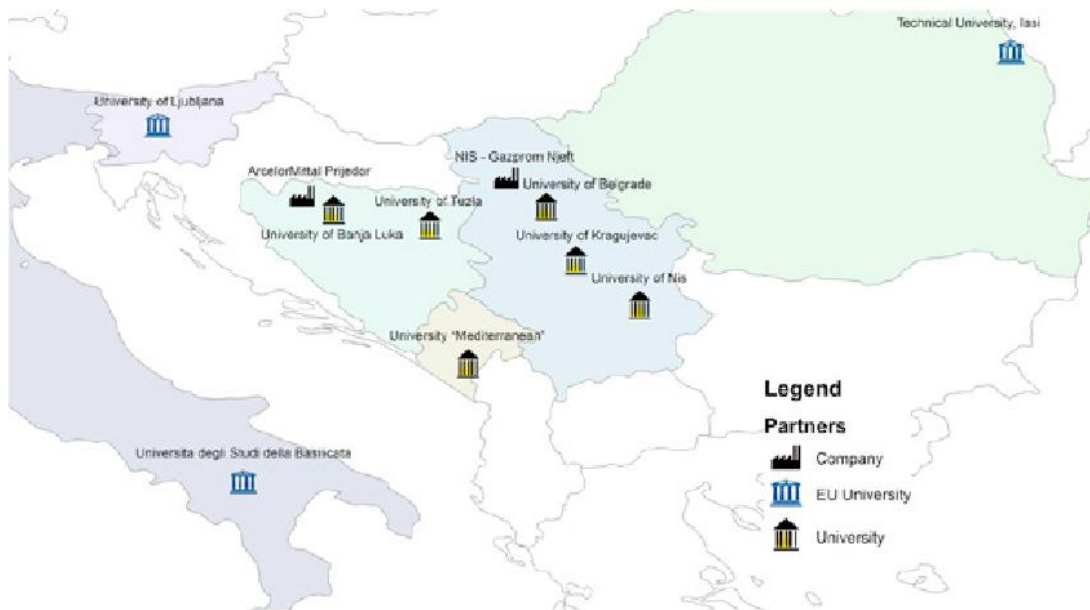 Technical University, Iasi
University of Ljubljana
NIS - Gazprom Njeft
ArcelorMittal Prijedor
University of Belgrade
University of Tuzla
University of Banja Luka
University of Kragujevac
University of Nis
University "Mediterranean"
Legend
Partners
Universita degli Studi della Basilicata
Company
EU University
University